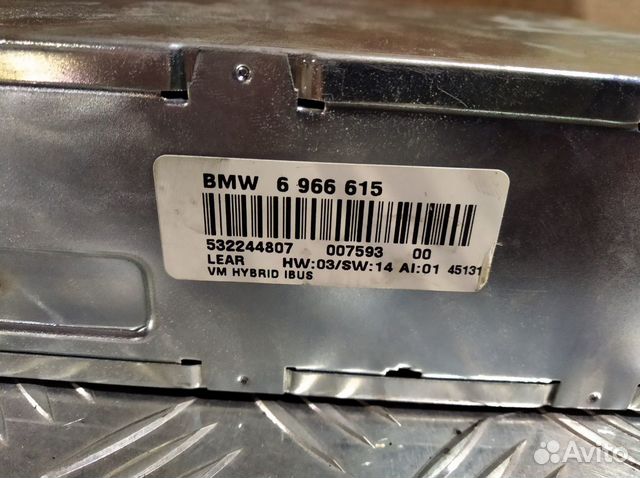 BMW 6 966 615
532244807 007593 00
LEAR HW:03/SW:14 AI:01 45131
VM HYBRID IBUS
Avito